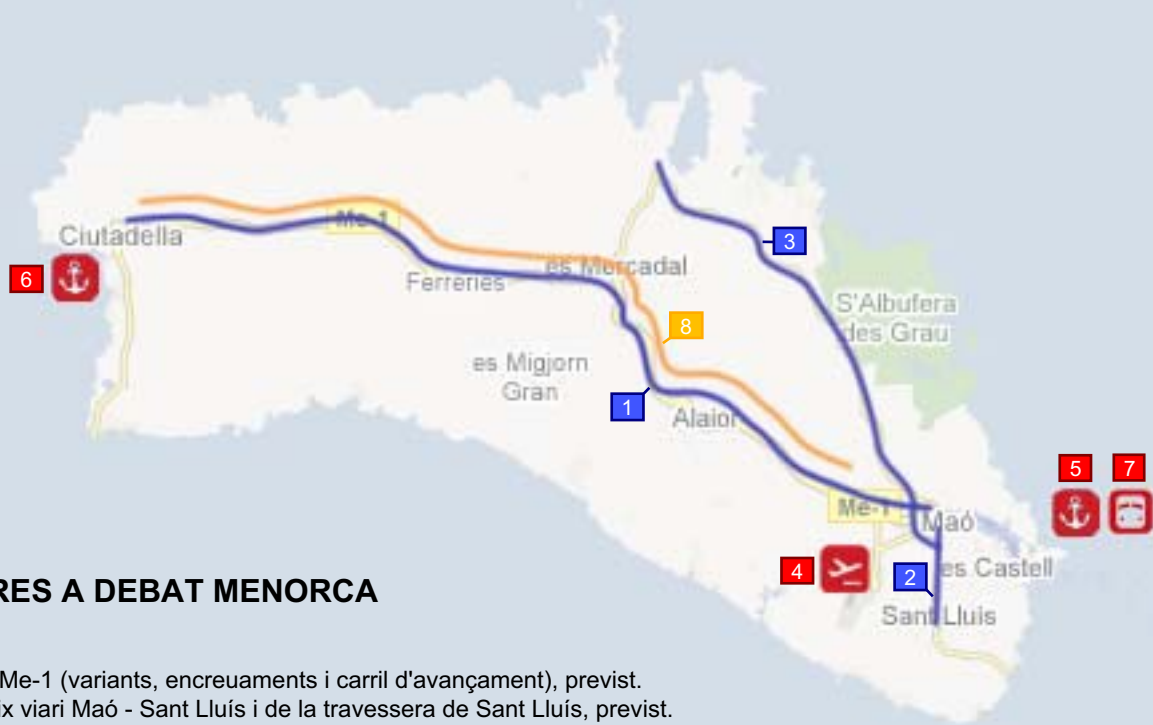 Me-1
Ciutadella
3
6
es Mercadal
Ferreries
S'Albufera
des Grau
8
es Migjorn
Gran
1
Alaior
5
7
Me-1
Maó
4
2
es Castell
RES A DEBAT MENORCA
Sant Lluis
Me-1 (variants, encreuaments i carril d'avançament), previst.
ix viari Maó - Sant Lluís i de la travessera de Sant Lluís, previst.